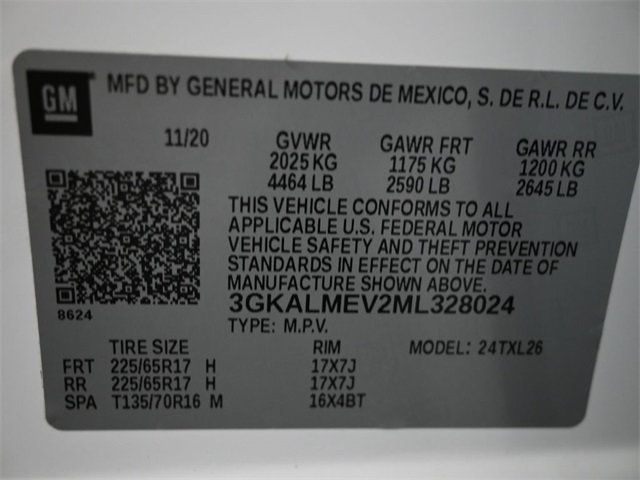 GM MFD BY GENERAL MOTORS DE MEXICO, S. DE R.L. DE C.V.
11/20 GVWR GAWR FRT GAWR RR
2025 KG 1175 KG 1200 KG
4464 LB 2590 LB 2645 LB
THIS VEHICLE CONFORMS TO ALL
APPLICABLE U.S. FEDERAL MOTOR
VEHICLE SAFETY AND THEFT PREVENTION
STANDARDS IN EFFECT ON THE DATE OF
MANUFACTURE SHOWN ABOVE.
8624 3GKALMEV2ML328024
TYPE: M.P.V.
TIRE SIZE RIM MODEL: 24TXL26
FRT 225/65R17 H 17X7J
RR 225/65R17 H 17X7J
SPA T135/70R16 M 16X4BT